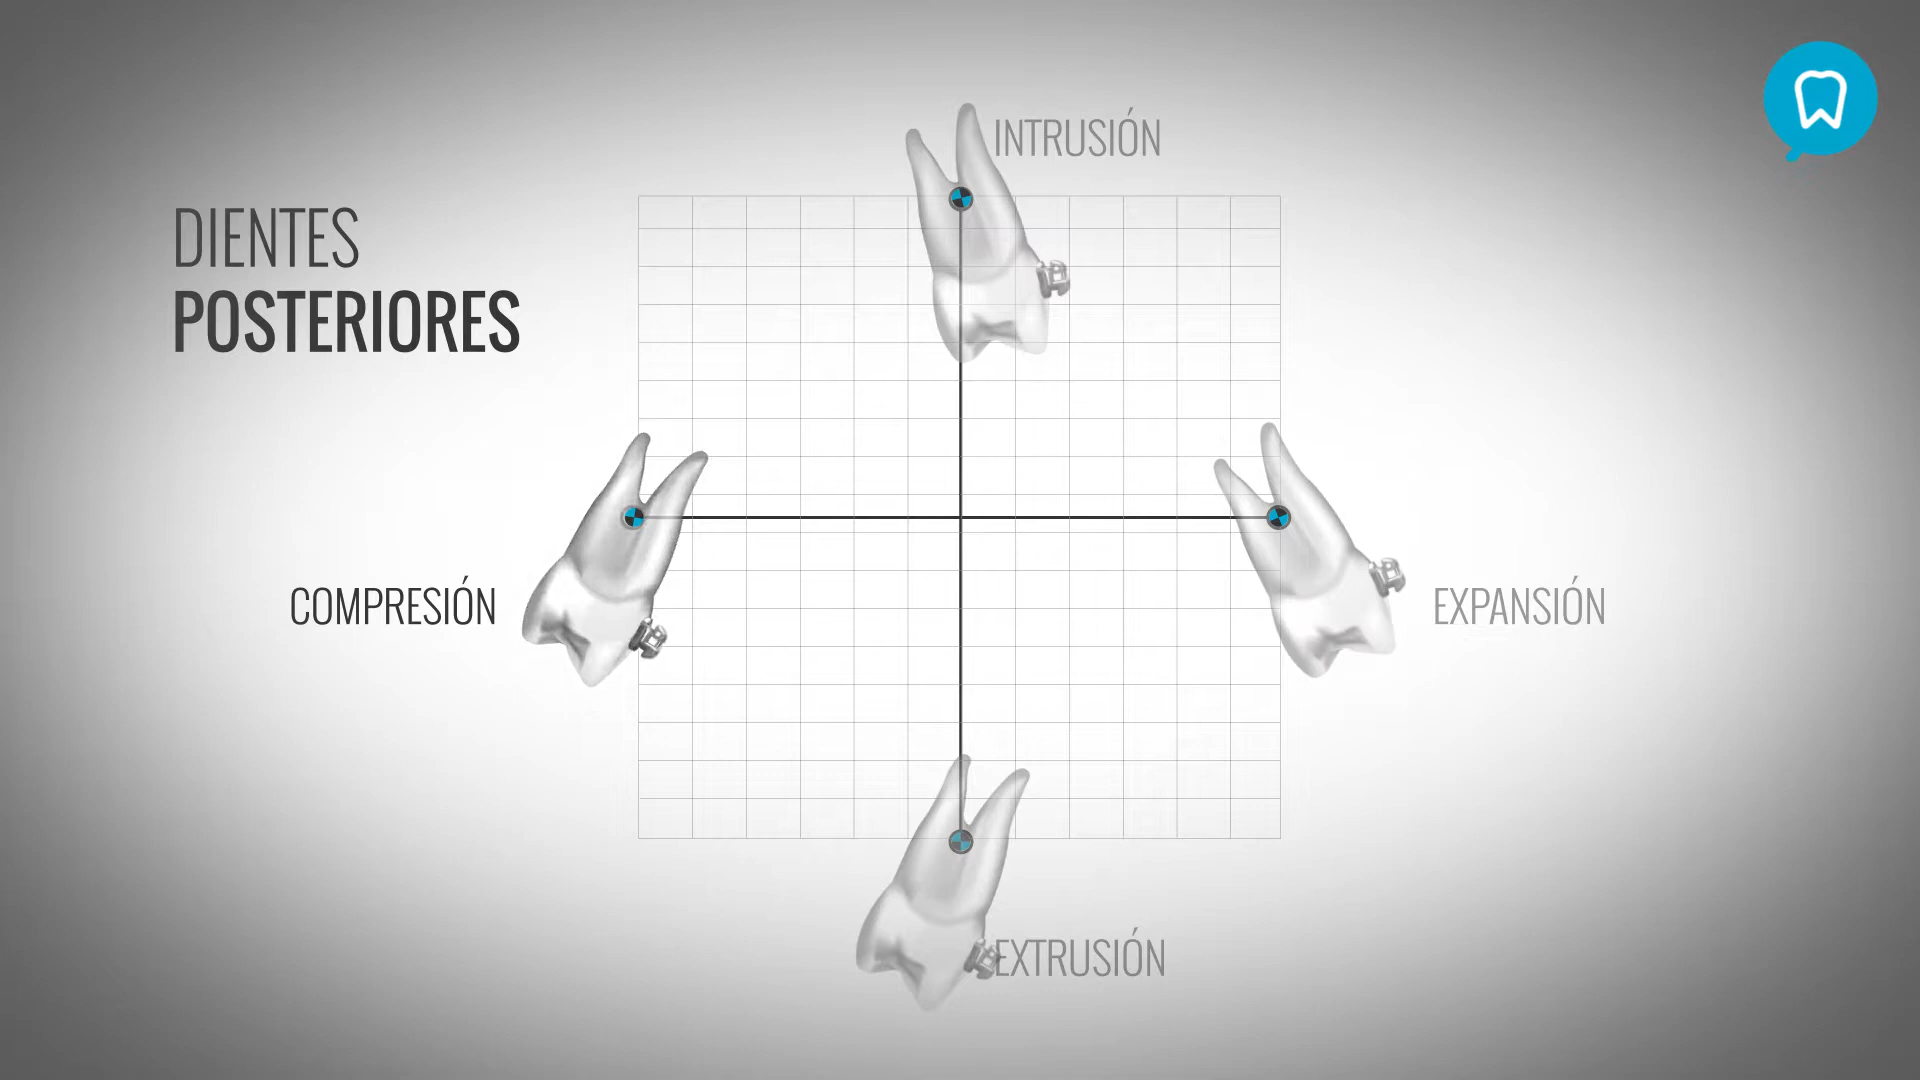 INTRUSIÓN
DIENTES
POSTERIORES
COMPRESIÓN
EXPANSIÓN
EXTRUSIÓN